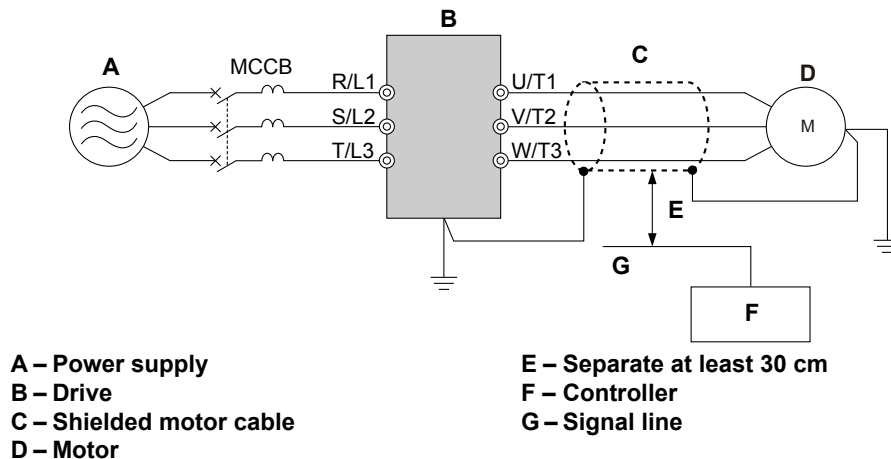 B
A
MCCB
R/L1
U/T1
C
D
S/L2
V/T2
M
T/L3
W/T3
E
G
F
A – Power supply
B – Drive
C – Shielded motor cable
D – Motor
E – Separate at least 30 cm
F – Controller
G – Signal line